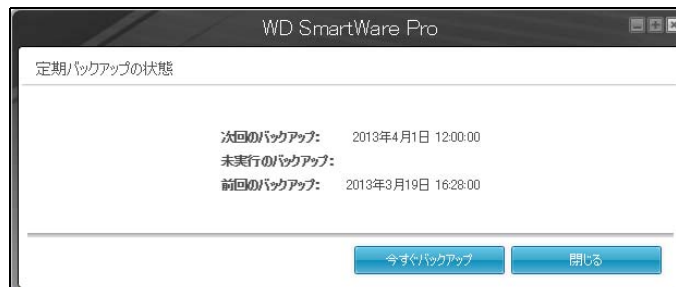 WD SmartWare Pro
定期バックアップの状態
次回のバックアップ: 2013年4月1日 12:00:00
未実行のバックアップ:
前回のバックアップ: 2013年3月19日 16:28:00
今すぐバックアップ 閉じる